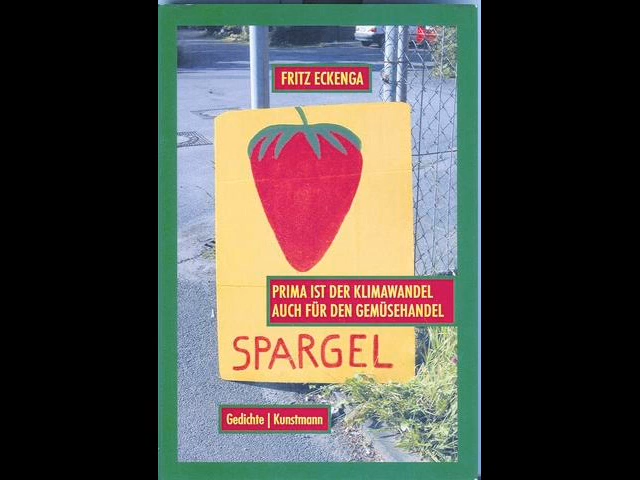 FRITZ ECKENGA
PRIMA IST DER KLIMAWANDEL
AUCH FÜR DEN GEMÜSEHANDEL
SPARGEL
Gedichte | Kunstmann